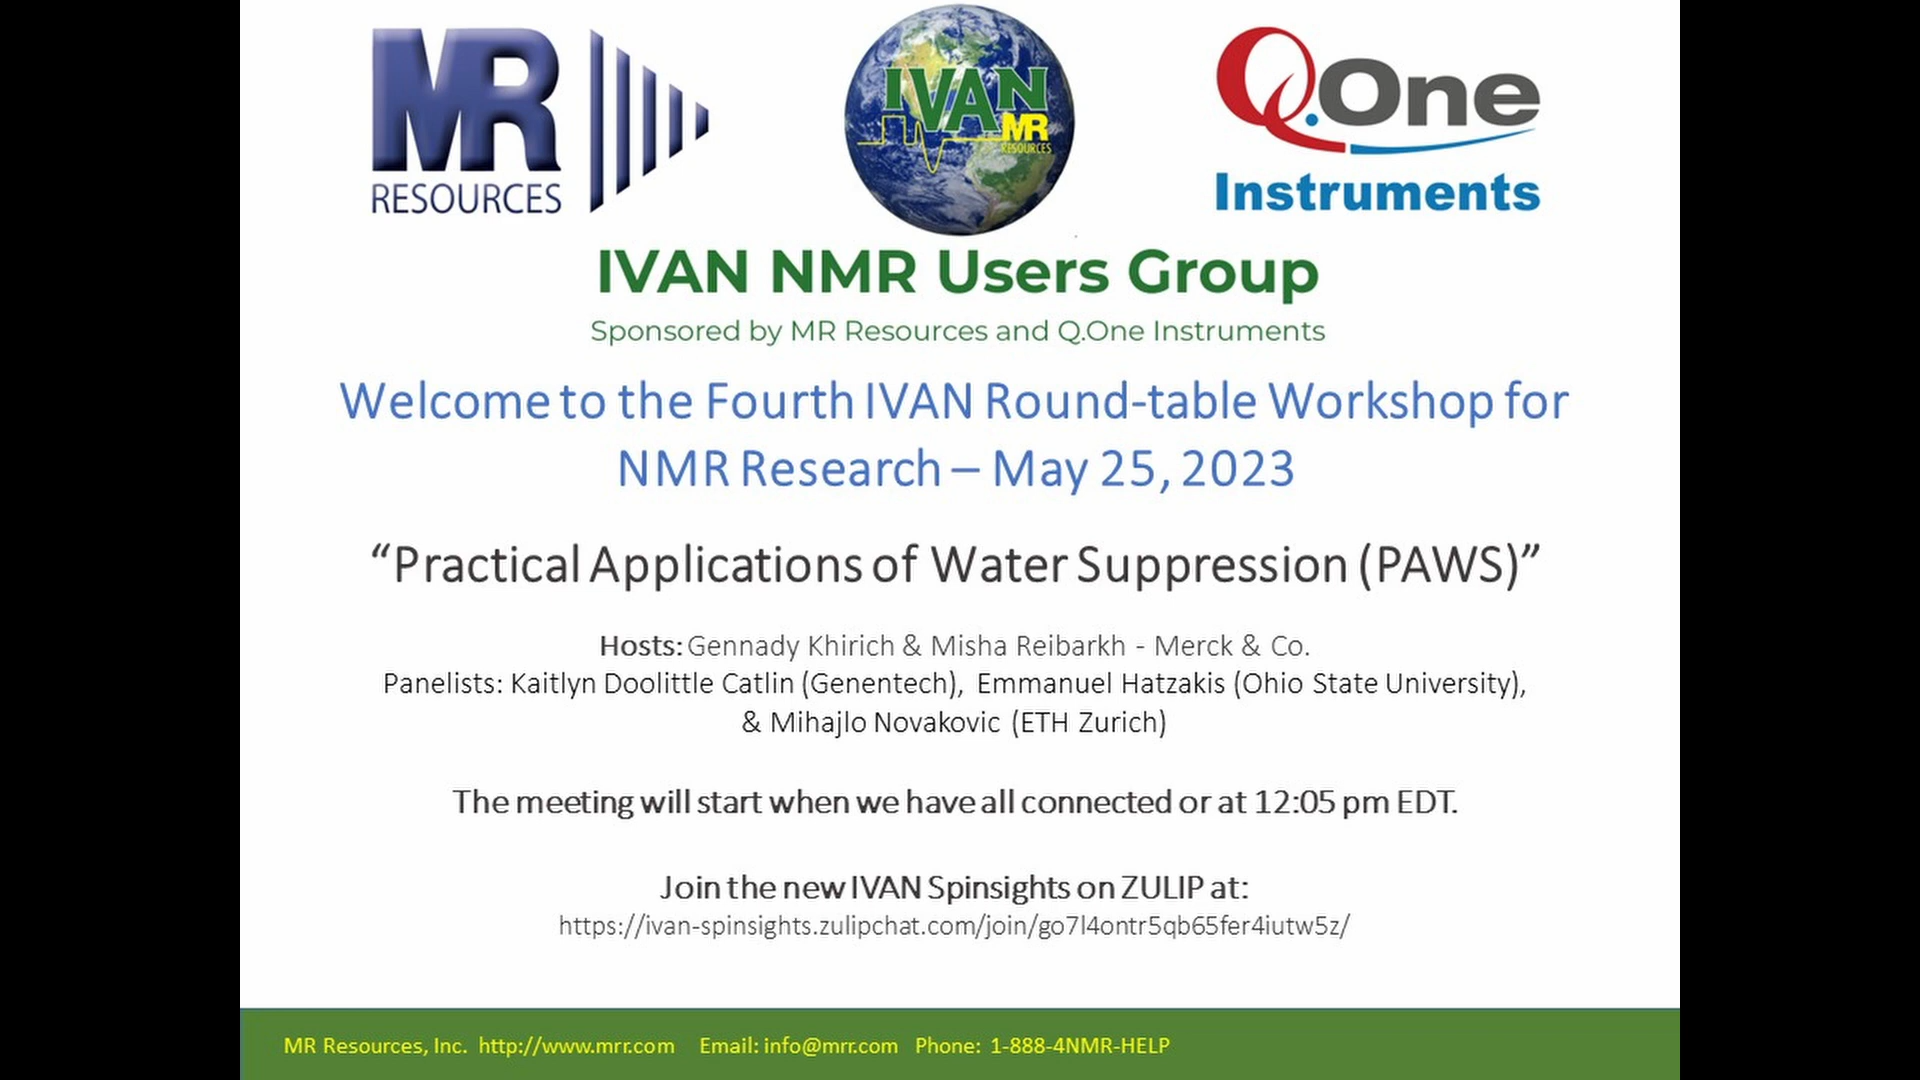 MR
RESOURCES
IVAN
MR
RESOURCES
Q.One
Instruments
IVAN NMR Users Group
Sponsored by MR Resources and Q.One Instruments
Welcome to the Fourth IVAN Round-table Workshop for
NMR Research – May 25, 2023
“Practical Applications of Water Suppression (PAWS)”
Hosts: Gennady Khirich & Misha Reibarkh - Merck & Co.
Panelists: Kaitlyn Doolittle Catlin (Genentech), Emmanuel Hatzakis (Ohio State University),
& Mihajlo Novakovic (ETH Zurich)
The meeting will start when we have all connected or at 12:05 pm EDT.
Join the new IVAN Spinsights on ZULIP at:
https://ivan-spinsights.zulipchat.com/join/go7l4ontr5qb65fer4iutw5z/
MR Resources, Inc. http://www.mrr.com Email: info@mrr.com Phone: 1-888-4NMR-HELP